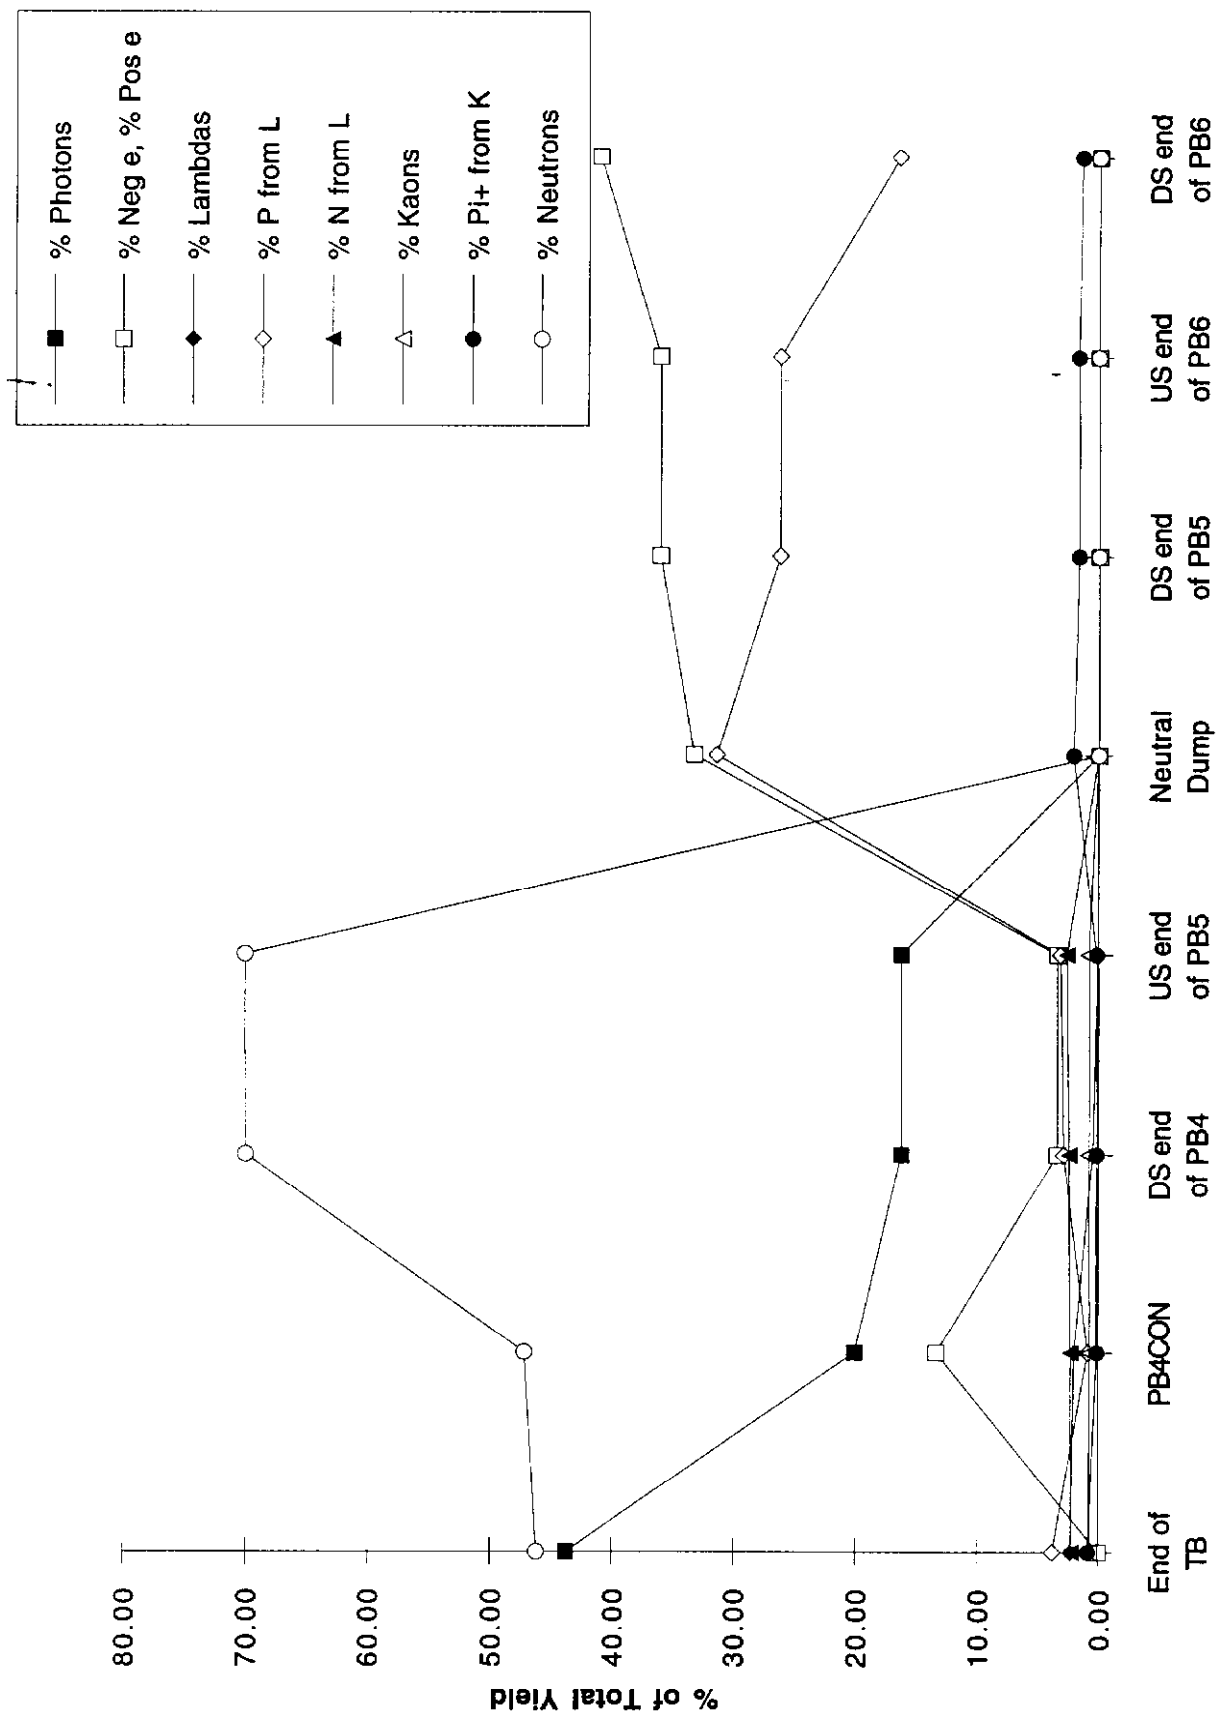 % Photons
% Neg e, % Pos e
% Lambdas
% P from L
% N from L
% Kaons
% Pi+ from K
% Neutrons
% of Total Yield
80.00
70.00
60.00
50.00
40.00
30.00
20.00
10.00
0.00
End of
TB
PB4CON
DS end
of PB4
US end
of PB5
Neutral
Dump
DS end
of PB5
US end
of PB6
DS end
of PB6